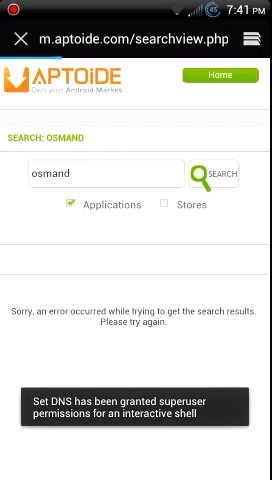 45 7:41 PM
m.aptoide.com/searchview.php
APTOiDE
Own your Android Market.
Home
SEARCH: OSMAND
osmand
SEARCH
Applications Stores
Sorry, an error occurred while trying to get the search results.
Please try again.
Set DNS has been granted superuser
permissions for an interactive shell